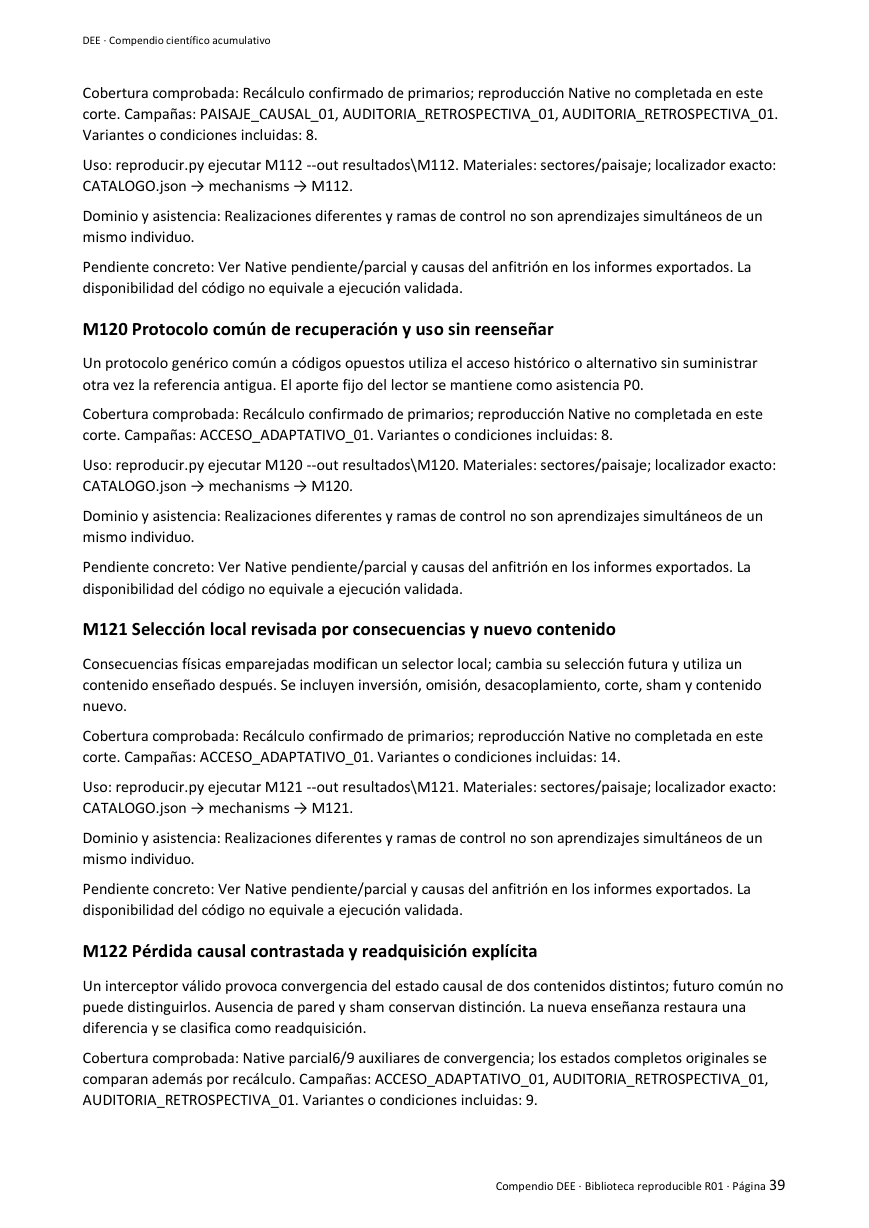 DEE · Compendio científico acumulativo
Cobertura comprobada: Recálculo confirmado de primarios; reproducción Native no completada en este
corte. Campañas: PAISAJE_CAUSAL_01, AUDITORIA_RETROSPECTIVA_01, AUDITORIA_RETROSPECTIVA_01.
Variantes o condiciones incluidas: 8.
Uso: reproducir.py ejecutar M112 --out resultados\M112. Materiales: sectores/paisaje; localizador exacto:
CATALOGO.json → mechanisms → M112.
Dominio y asistencia: Realizaciones diferentes y ramas de control no son aprendizajes simultáneos de un
mismo individuo.
Pendiente concreto: Ver Native pendiente/parcial y causas del anfitrión en los informes exportados. La
disponibilidad del código no equivale a ejecución validada.
M120 Protocolo común de recuperación y uso sin reenseñar
Un protocolo genérico común a códigos opuestos utiliza el acceso histórico o alternativo sin suministrar
otra vez la referencia antigua. El aporte fijo del lector se mantiene como asistencia P0.
Cobertura comprobada: Recálculo confirmado de primarios; reproducción Native no completada en este
corte. Campañas: ACCESO_ADAPTATIVO_01. Variantes o condiciones incluidas: 8.
Uso: reproducir.py ejecutar M120 --out resultados\M120. Materiales: sectores/paisaje; localizador exacto:
CATALOGO.json → mechanisms → M120.
Dominio y asistencia: Realizaciones diferentes y ramas de control no son aprendizajes simultáneos de un
mismo individuo.
Pendiente concreto: Ver Native pendiente/parcial y causas del anfitrión en los informes exportados. La
disponibilidad del código no equivale a ejecución validada.
M121 Selección local revisada por consecuencias y nuevo contenido
Consecuencias físicas emparejadas modifican un selector local; cambia su selección futura y utiliza un
contenido enseñado después. Se incluyen inversión, omisión, desacoplamiento, corte, sham y contenido
nuevo.
Cobertura comprobada: Recálculo confirmado de primarios; reproducción Native no completada en este
corte. Campañas: ACCESO_ADAPTATIVO_01. Variantes o condiciones incluidas: 14.
Uso: reproducir.py ejecutar M121 --out resultados\M121. Materiales: sectores/paisaje; localizador exacto:
CATALOGO.json → mechanisms → M121.
Dominio y asistencia: Realizaciones diferentes y ramas de control no son aprendizajes simultáneos de un
mismo individuo.
Pendiente concreto: Ver Native pendiente/parcial y causas del anfitrión en los informes exportados. La
disponibilidad del código no equivale a ejecución validada.
M122 Pérdida causal contrastada y readquisición explícita
Un interceptor válido provoca convergencia del estado causal de dos contenidos distintos; futuro común no
puede distinguirlos. Ausencia de pared y sham conservan distinción. La nueva enseñanza restaura una
diferencia y se clasifica como readquisición.
Cobertura comprobada: Native parcial6/9 auxiliares de convergencia; los estados completos originales se
comparan además por recálculo. Campañas: ACCESO_ADAPTATIVO_01, AUDITORIA_RETROSPECTIVA_01,
AUDITORIA_RETROSPECTIVA_01. Variantes o condiciones incluidas: 9.
Compendio DEE · Biblioteca reproducible R01 · Página 39